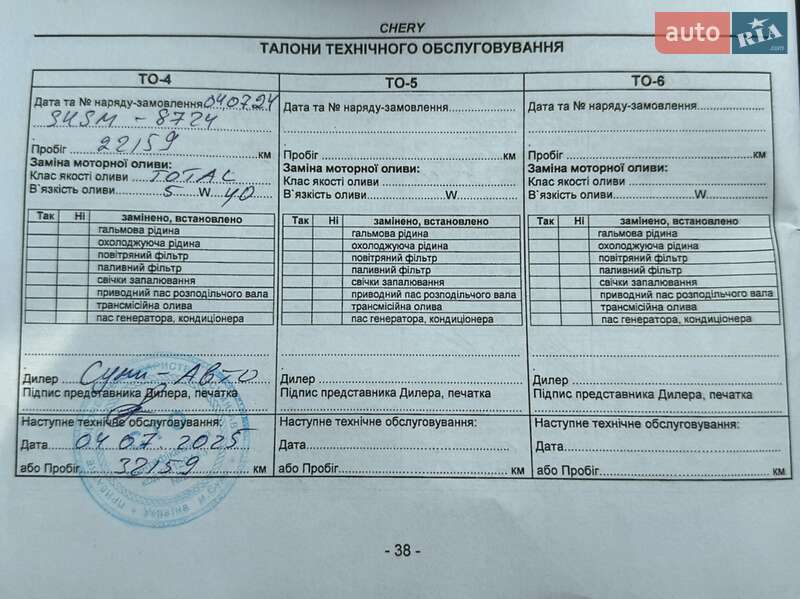 CHERY
auto RIA.com
ТАЛОНИ ТЕХНІЧНОГО ОБСЛУГОВУВАННЯ
ТО-4
Дата та № наряду-замовлення 040724
SHSM - 8724
Пробіг 22159 км
Заміна моторної оливи:
Клас якості оливи TOTAL
В`язкість оливи 5 W 40
Так Ні замінено, встановлено
гальмова рідина
охолоджуюча рідина
повітряний фільтр
паливний фільтр
свічки запалювання
приводний пас розподільчого вала
трансмісійна олива
пас генератора, кондиціонера
Дилер Суми-Авто
Підпис представника Дилера, печатка
Наступне технічне обслуговування:
Дата 04 07. 2025
або Пробіг 32159 км
Україна
ТО-5
Дата та № наряду-замовлення
Пробіг км
Заміна моторної оливи:
Клас якості оливи
В`язкість оливи W
Так Ні замінено, встановлено
гальмова рідина
охолоджуюча рідина
повітряний фільтр
паливний фільтр
свічки запалювання
приводний пас розподільчого вала
трансмісійна олива
пас генератора, кондиціонера
Дилер
Підпис представника Дилера, печатка
Наступне технічне обслуговування:
Дата
або Пробіг км
ТО-6
Дата та № наряду-замовлення
Пробіг км
Заміна моторної оливи:
Клас якості оливи
В`язкість оливи W
Так Ні замінено, встановлено
гальмова рідина
охолоджуюча рідина
повітряний фільтр
паливний фільтр
свічки запалювання
приводний пас розподільчого вала
трансмісійна олива
пас генератора, кондиціонера
Дилер
Підпис представника Дилера, печатка
Наступне технічне обслуговування:
Дата
або Пробіг км
- 38 -